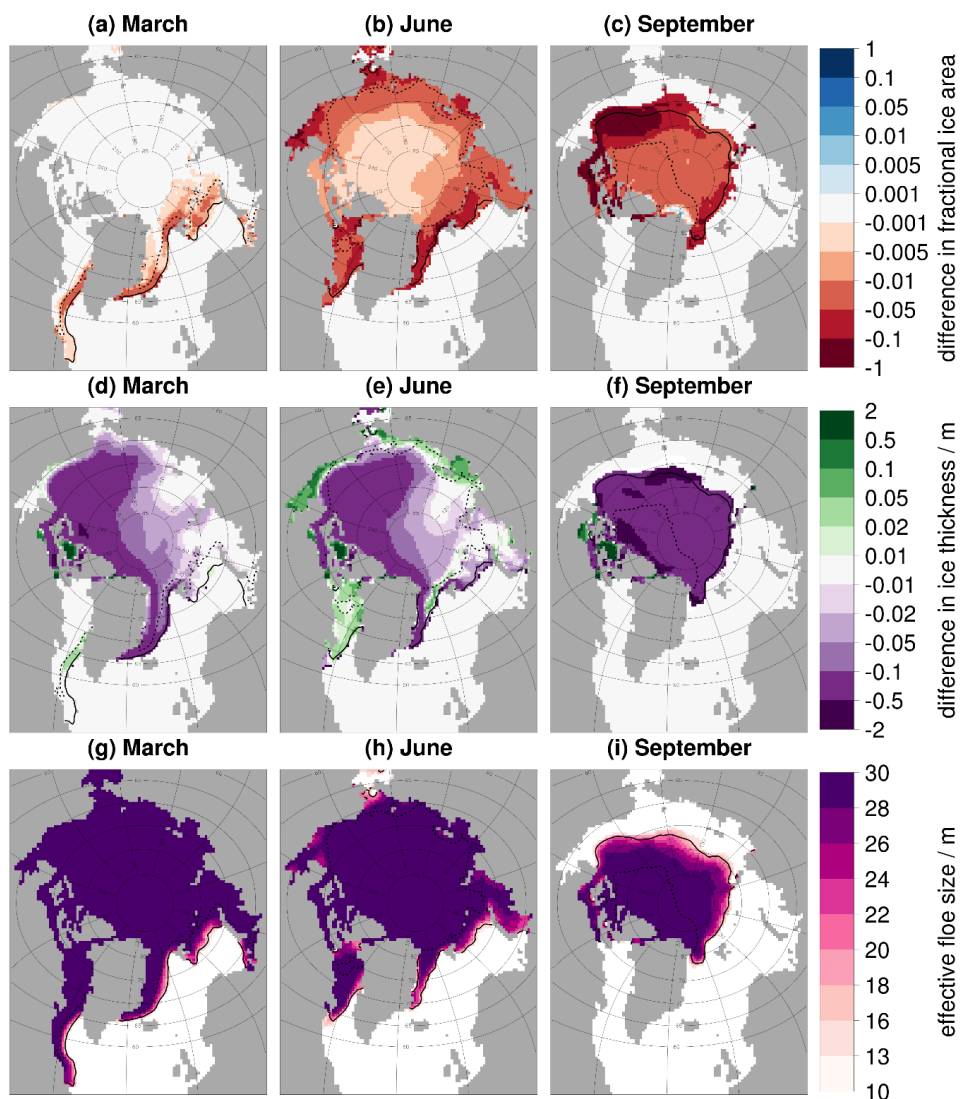 (a) March
(b) June
(c) September
1
0.1
0.05
0.01
0.005
0.001
-0.001
-0.005
-0.01
-0.05
-0.1
-1
difference in fractional ice area
(d) March
(e) June
(f) September
2
0.5
0.1
0.05
0.02
0.01
-0.01
-0.02
-0.05
-0.1
-0.5
-2
difference in ice thickness / m
(g) March
(h) June
(i) September
30
28
26
24
22
20
18
16
13
10
effective floe size / m